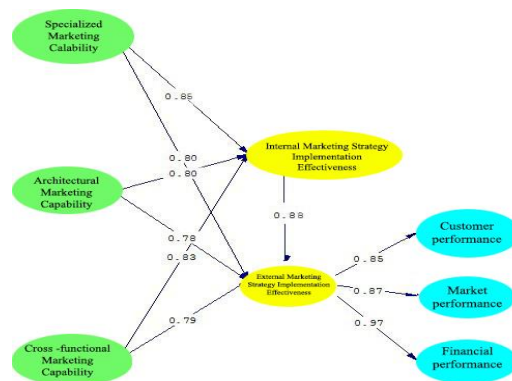 Specialized
Marketing
Calability
0.85
Internal Marketing Strategy
Implementation
Effectiveness
0.80
0.80
Architectural
Marketing
Capability
0.88
Customer
performance
0.78
0.83
0.85
External Marketing
Strategy Implementation
Effectiveness
0.87
Market
performance
0.79
0.97
Cross -functional
Marketing
Capability
Financial
performance